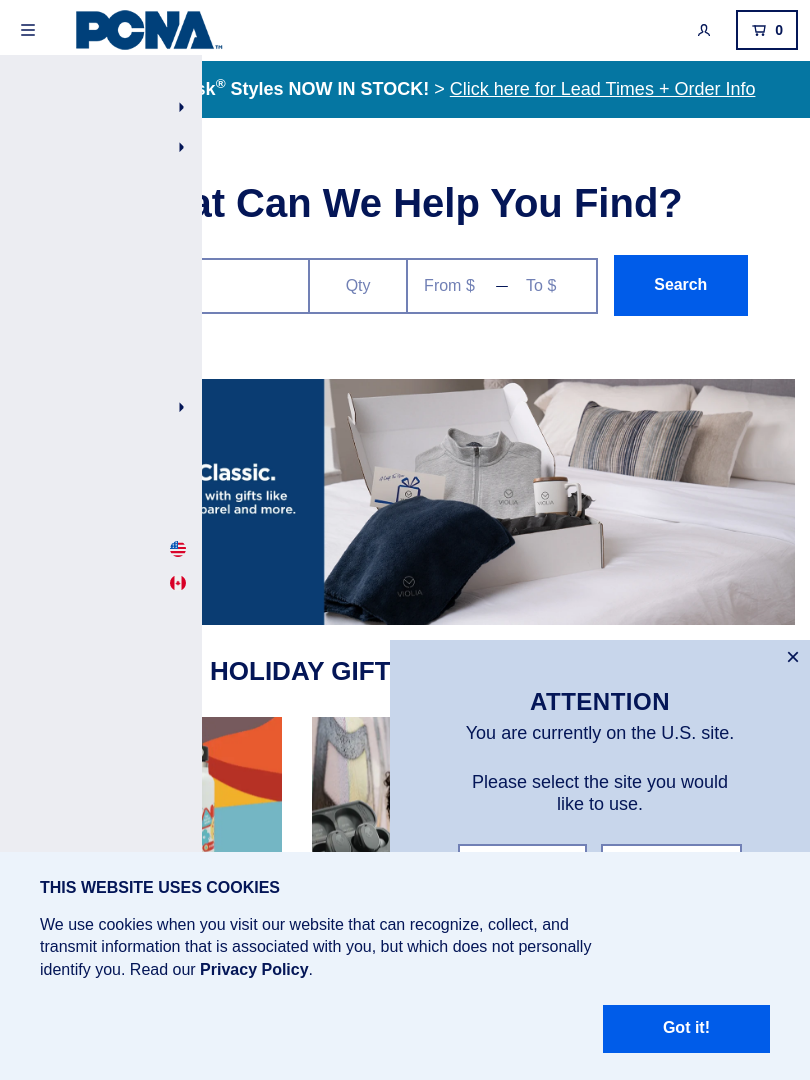 PCNA™
0
sk® Styles NOW IN STOCK! > Click here for Lead Times + Order Info
at Can We Help You Find?
Qty
From $ — To $
Search
Classic.
with gifts like
parel and more.
VIOLIA
VIOLIA
VIOLIA
HOLIDAY GIFT
×
ATTENTION
You are currently on the U.S. site.
Please select the site you would
like to use.
THIS WEBSITE USES COOKIES
We use cookies when you visit our website that can recognize, collect, and
transmit information that is associated with you, but which does not personally
identify you. Read our Privacy Policy.
Got it!